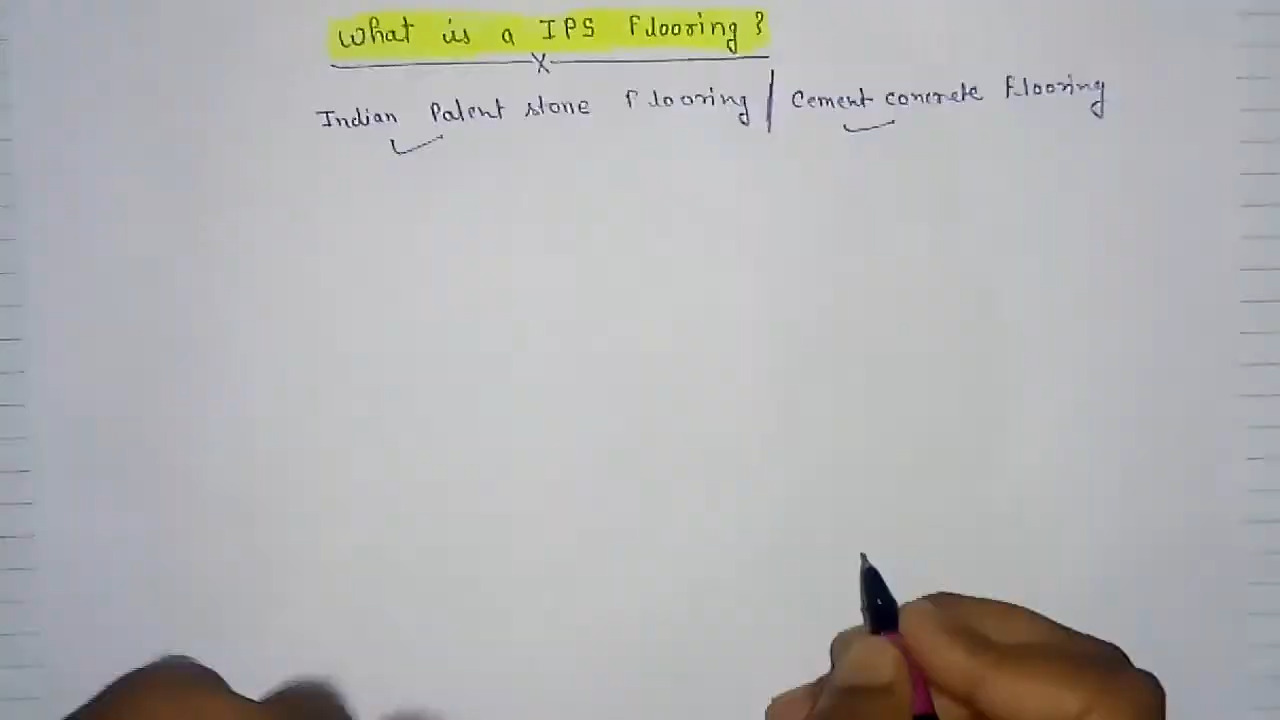 What is a IPS Flooring?
Indian Patent stone flooring / Cement concrete Flooring